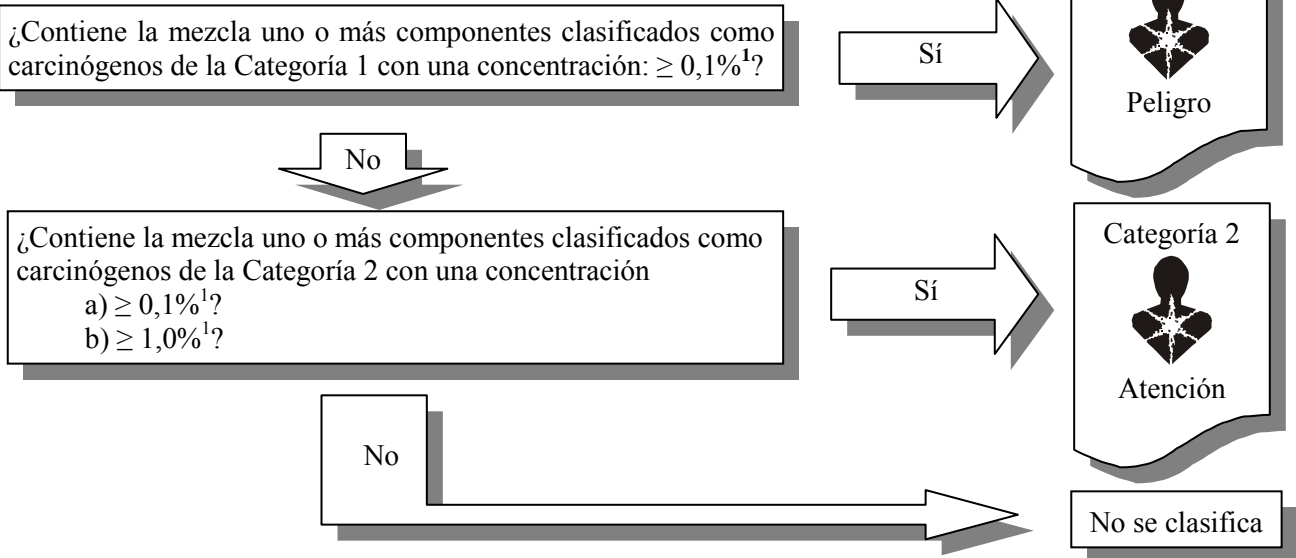 ¿Contiene la mezcla uno o más componentes clasificados como
carcinógenos de la Categoría 1 con una concentración: ≥ 0,1%¹?
Sí
Peligro
No
¿Contiene la mezcla uno o más componentes clasificados como
carcinógenos de la Categoría 2 con una concentración
a) ≥ 0,1%¹?
b) ≥ 1,0%¹?
Sí
Categoría 2
Atención
No
No se clasifica